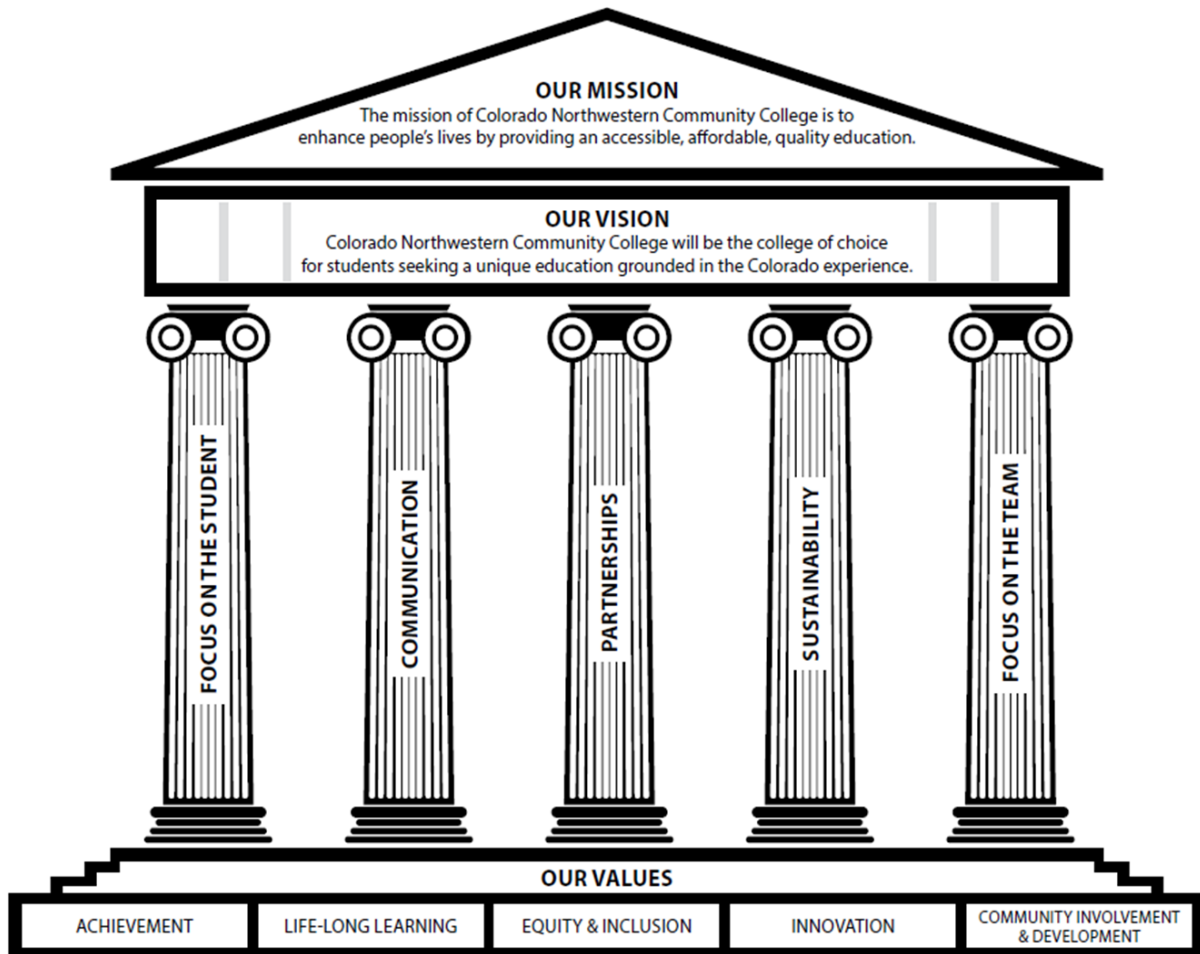 OUR MISSION
The mission of Colorado Northwestern Community College is to
enhance people's lives by providing an accessible, affordable, quality education.
OUR VISION
Colorado Northwestern Community College will be the college of choice
for students seeking a unique education grounded in the Colorado experience.
FOCUS ON THE STUDENT
COMMUNICATION
PARTNERSHIPS
SUSTAINABILITY
FOCUS ON THE TEAM
OUR VALUES
ACHIEVEMENT
LIFE-LONG LEARNING
EQUITY & INCLUSION
INNOVATION
COMMUNITY INVOLVEMENT
& DEVELOPMENT